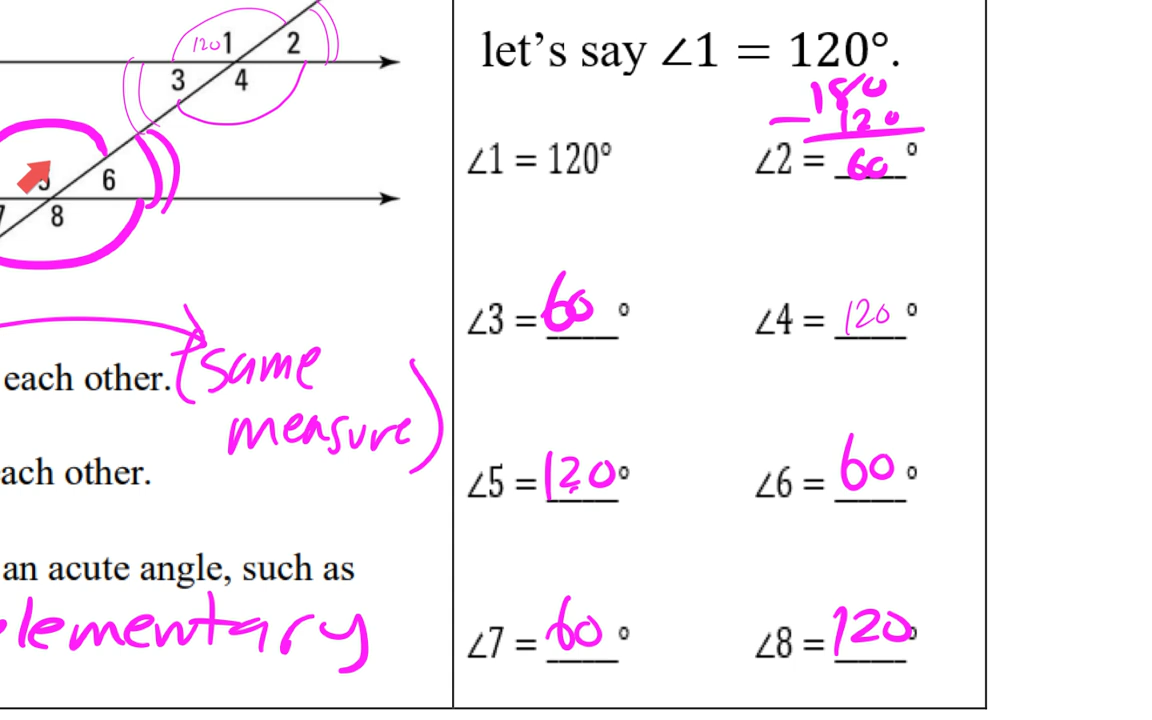 120 1 2
3 4
6
8
each other. (same
measure)
ach other.
an acute angle, such as
lementary
let’s say ∠1 = 120°.
180
− 120
∠1 = 120° ∠2 = 60°
∠3 = 60° ∠4 = 120°
∠5 = 120° ∠6 = 60°
∠7 = 60° ∠8 = 120°